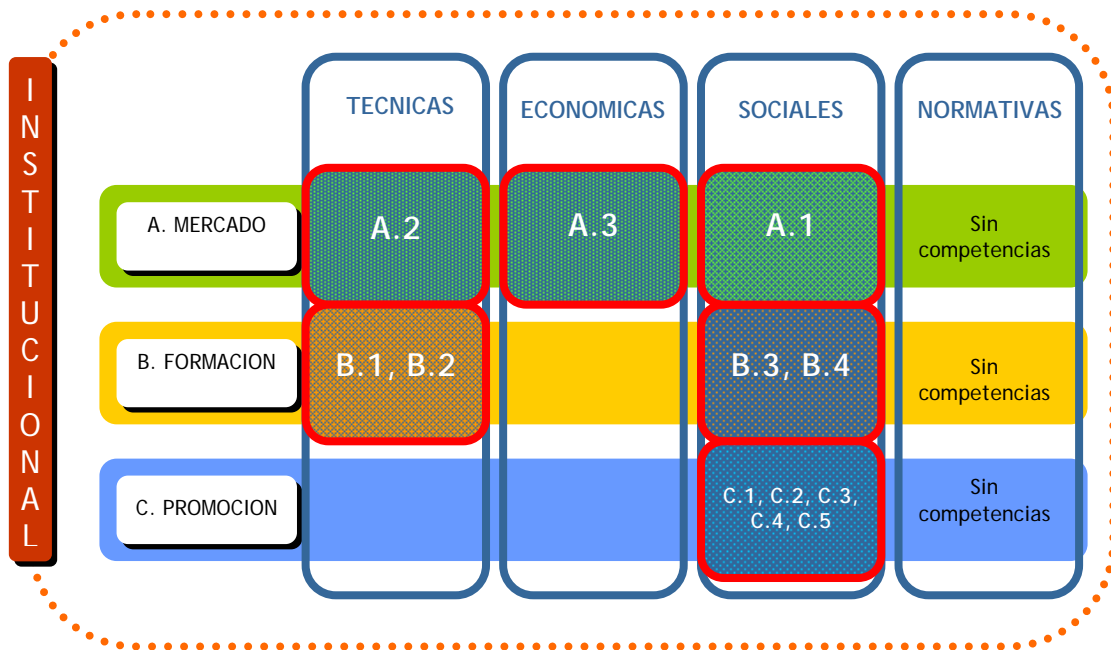 INSTITUCIONAL
TECNICAS
ECONOMICAS
SOCIALES
NORMATIVAS
A. MERCADO
A.2
A.3
A.1
Sin
competencias
B. FORMACION
B.1, B.2
B.3, B.4
Sin
competencias
C. PROMOCION
C.1, C.2, C.3,
C.4, C.5
Sin
competencias